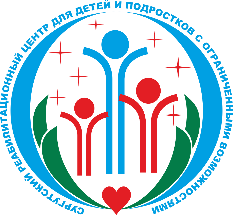 СУРГУТСКИЙ РЕАБИЛИТАЦИОННЫЙ ЦЕНТР ДЛЯ ДЕТЕЙ И ПОДРОСТКОВ С ОГРАНИЧЕННЫМИ ВОЗМОЖНОСТЯМИ